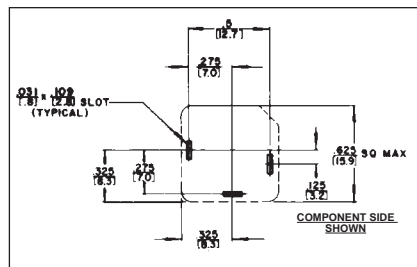 .5
[12.7]
.275
[7.0]
.031 x .109
[.8] [2.8] SLOT
(TYPICAL)
.625 SQ MAX
[15.9]
.325
[8.3]
.275
[7.0]
.125
[3.2]
COMPONENT SIDE
SHOWN
.325
[8.3]